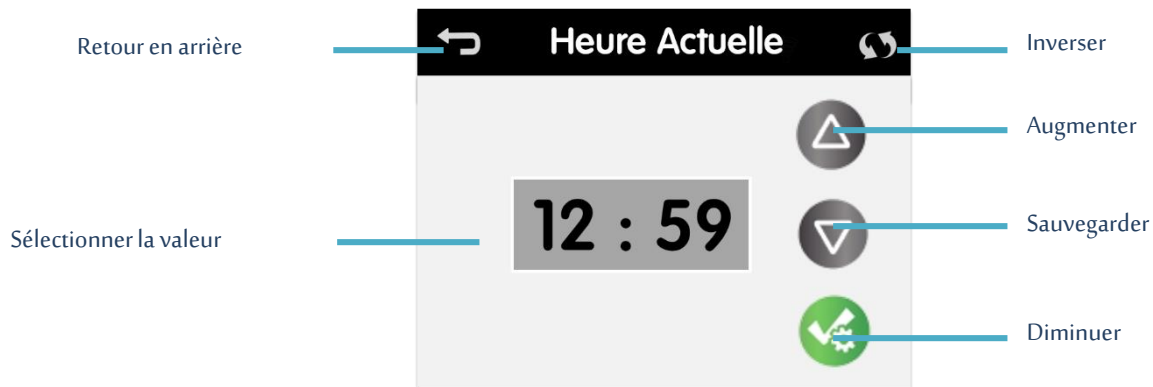 Retour en arrière
Heure Actuelle
Inverser
Augmenter
12 : 59
Sauvegarder
Sélectionner la valeur
Diminuer